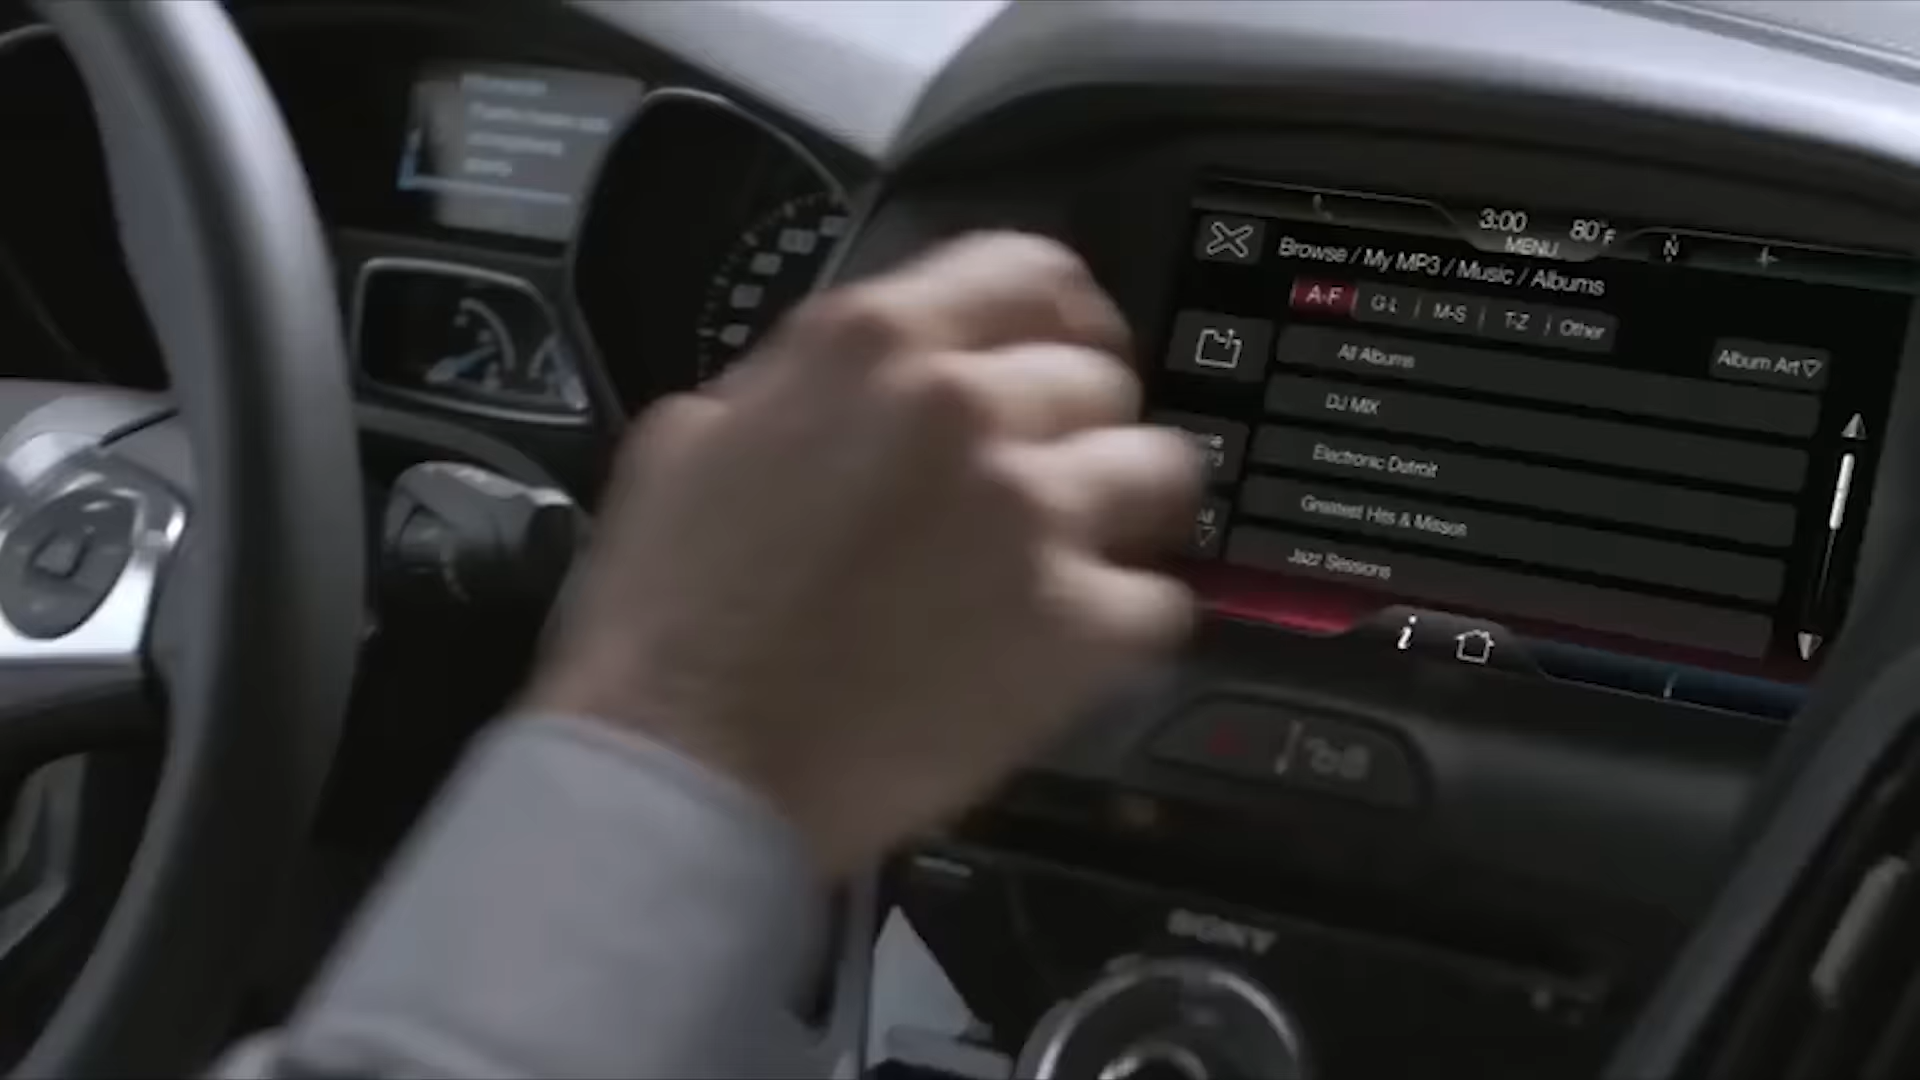 3:00 80°F
MENU
N
Browse / My MP3 / Music / Albums
A-F | G-L | M-S | T-Z | Other
Album Art
All Albums
DJ MIX
Electronic Detroit
Greatest Hits & Missoft
Jazz Sessions
i
SONY